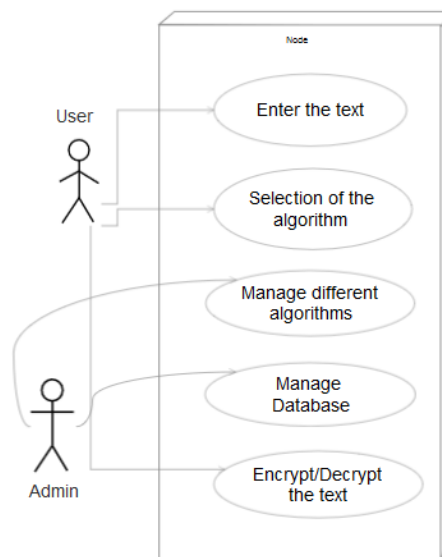 Node
Enter the text
User
Selection of the
algorithm
Manage different
algorithms
Manage
Database
Admin
Encrypt/Decrypt
the text